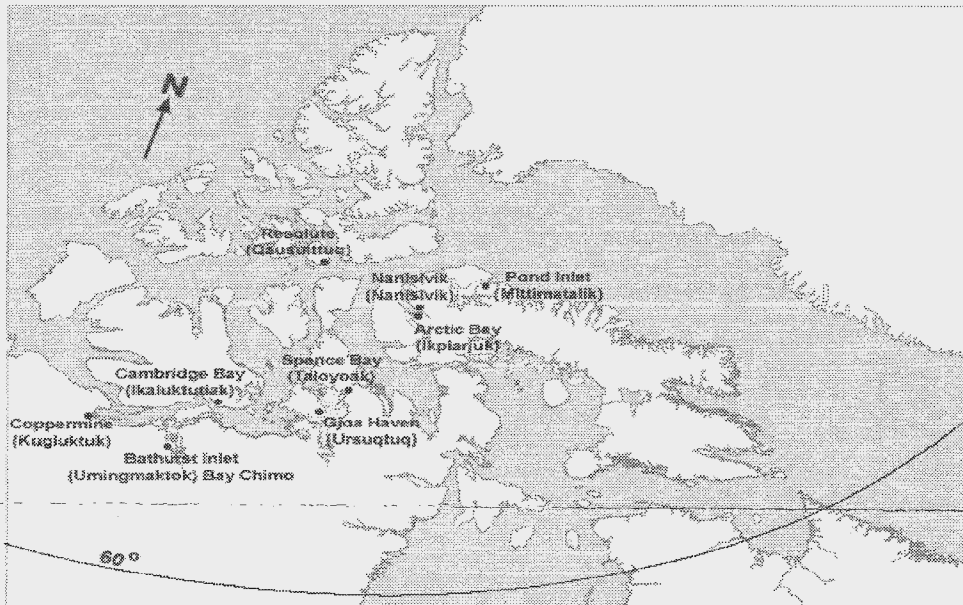 N
Resolute
(Qausuittuq)
Nanisivik
(Nanisivik)
Pond Inlet
(Mittimatalik)
Arctic Bay
(Ikpiarjuk)
Spence Bay
(Taloyoak)
Cambridge Bay
(Ikaluktutiak)
Coppermine
(Kugluktuk)
Gjoa Haven
(Ursuqtuq)
Bathurst Inlet
(Umingmaktok) Bay Chimo
60°